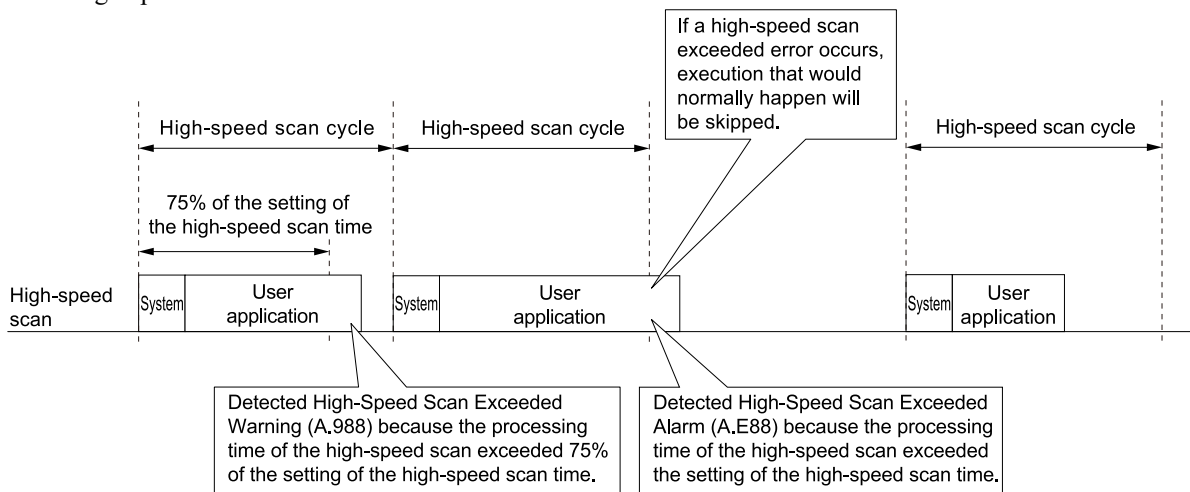 If a high-speed scan
exceeded error occurs,
execution that would
normally happen will
be skipped.
High-speed scan cycle
High-speed scan cycle
High-speed scan cycle
75% of the setting of
the high-speed scan time
High-speed
scan
System
User
application
System
User
application
System
User
application
Detected High-Speed Scan Exceeded
Warning (A.988) because the processing
time of the high-speed scan exceeded 75%
of the setting of the high-speed scan time.
Detected High-Speed Scan Exceeded
Alarm (A.E88) because the processing
time of the high-speed scan exceeded
the setting of the high-speed scan time.